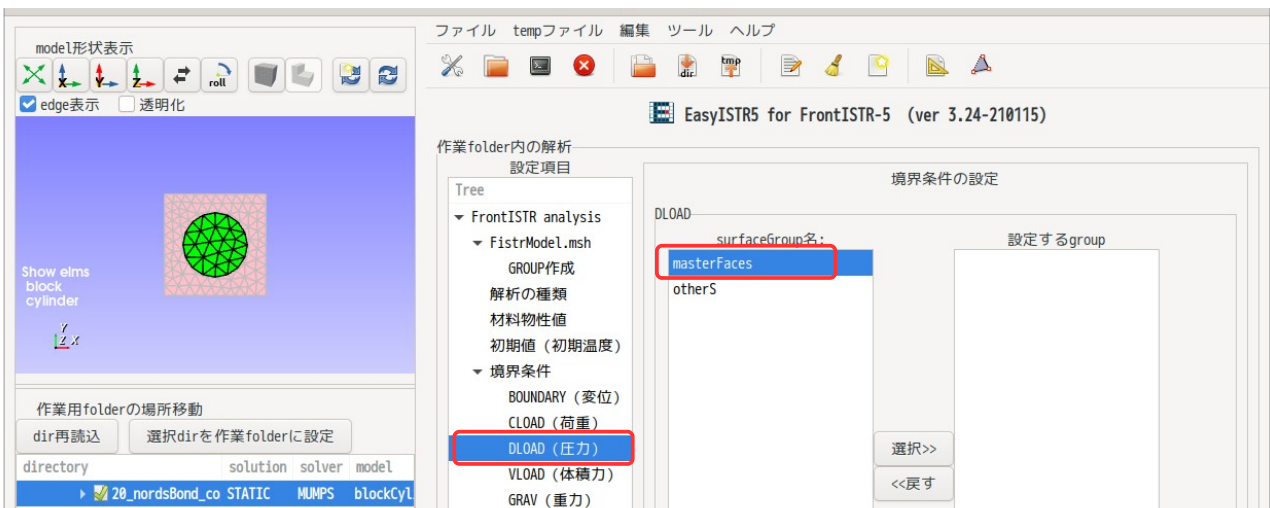 model形状表示
roll
edge表示 透明化
Show elms
block
cylinder
Y
Z X
作業用folderの場所移動
dir再読込 選択dirを作業folderに設定
directory solution solver model
20_nordsBond_co STATIC MUMPS blockCyl
ファイル tempファイル 編集 ツール ヘルプ
dir tmp
EasyISTR5 for FrontISTR-5 (ver 3.24-210115)
作業folder内の解析
設定項目
Tree
FrontISTR analysis
FistrModel.msh
GROUP作成
解析の種類
材料物性値
初期値（初期温度）
境界条件
BOUNDARY（変位）
CLOAD（荷重）
DLOAD（圧力）
VLOAD（体積力）
GRAV（重力）
境界条件の設定
DLOAD
surfaceGroup名: 設定するgroup
masterFaces
otherS
選択>>
<<戻す